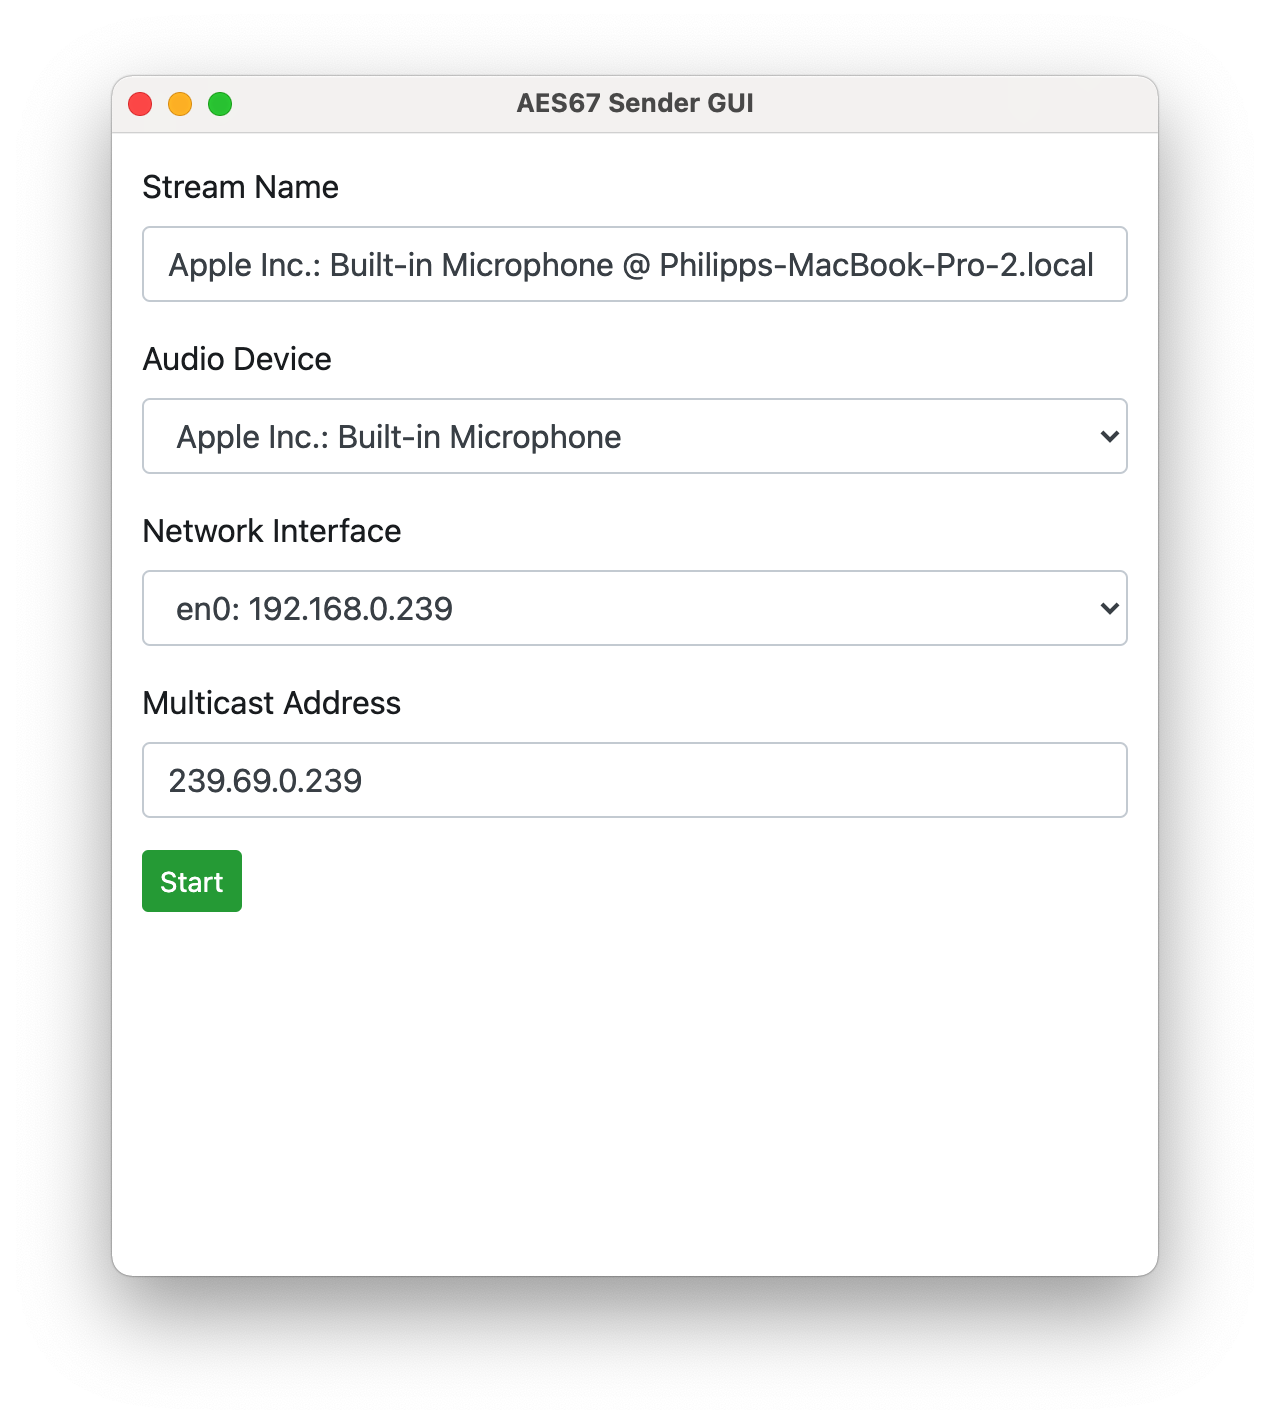 AES67 Sender GUI
Stream Name
Apple Inc.: Built-in Microphone @ Philipps-MacBook-Pro-2.local
Audio Device
Apple Inc.: Built-in Microphone
Network Interface
en0: 192.168.0.239
Multicast Address
239.69.0.239
Start